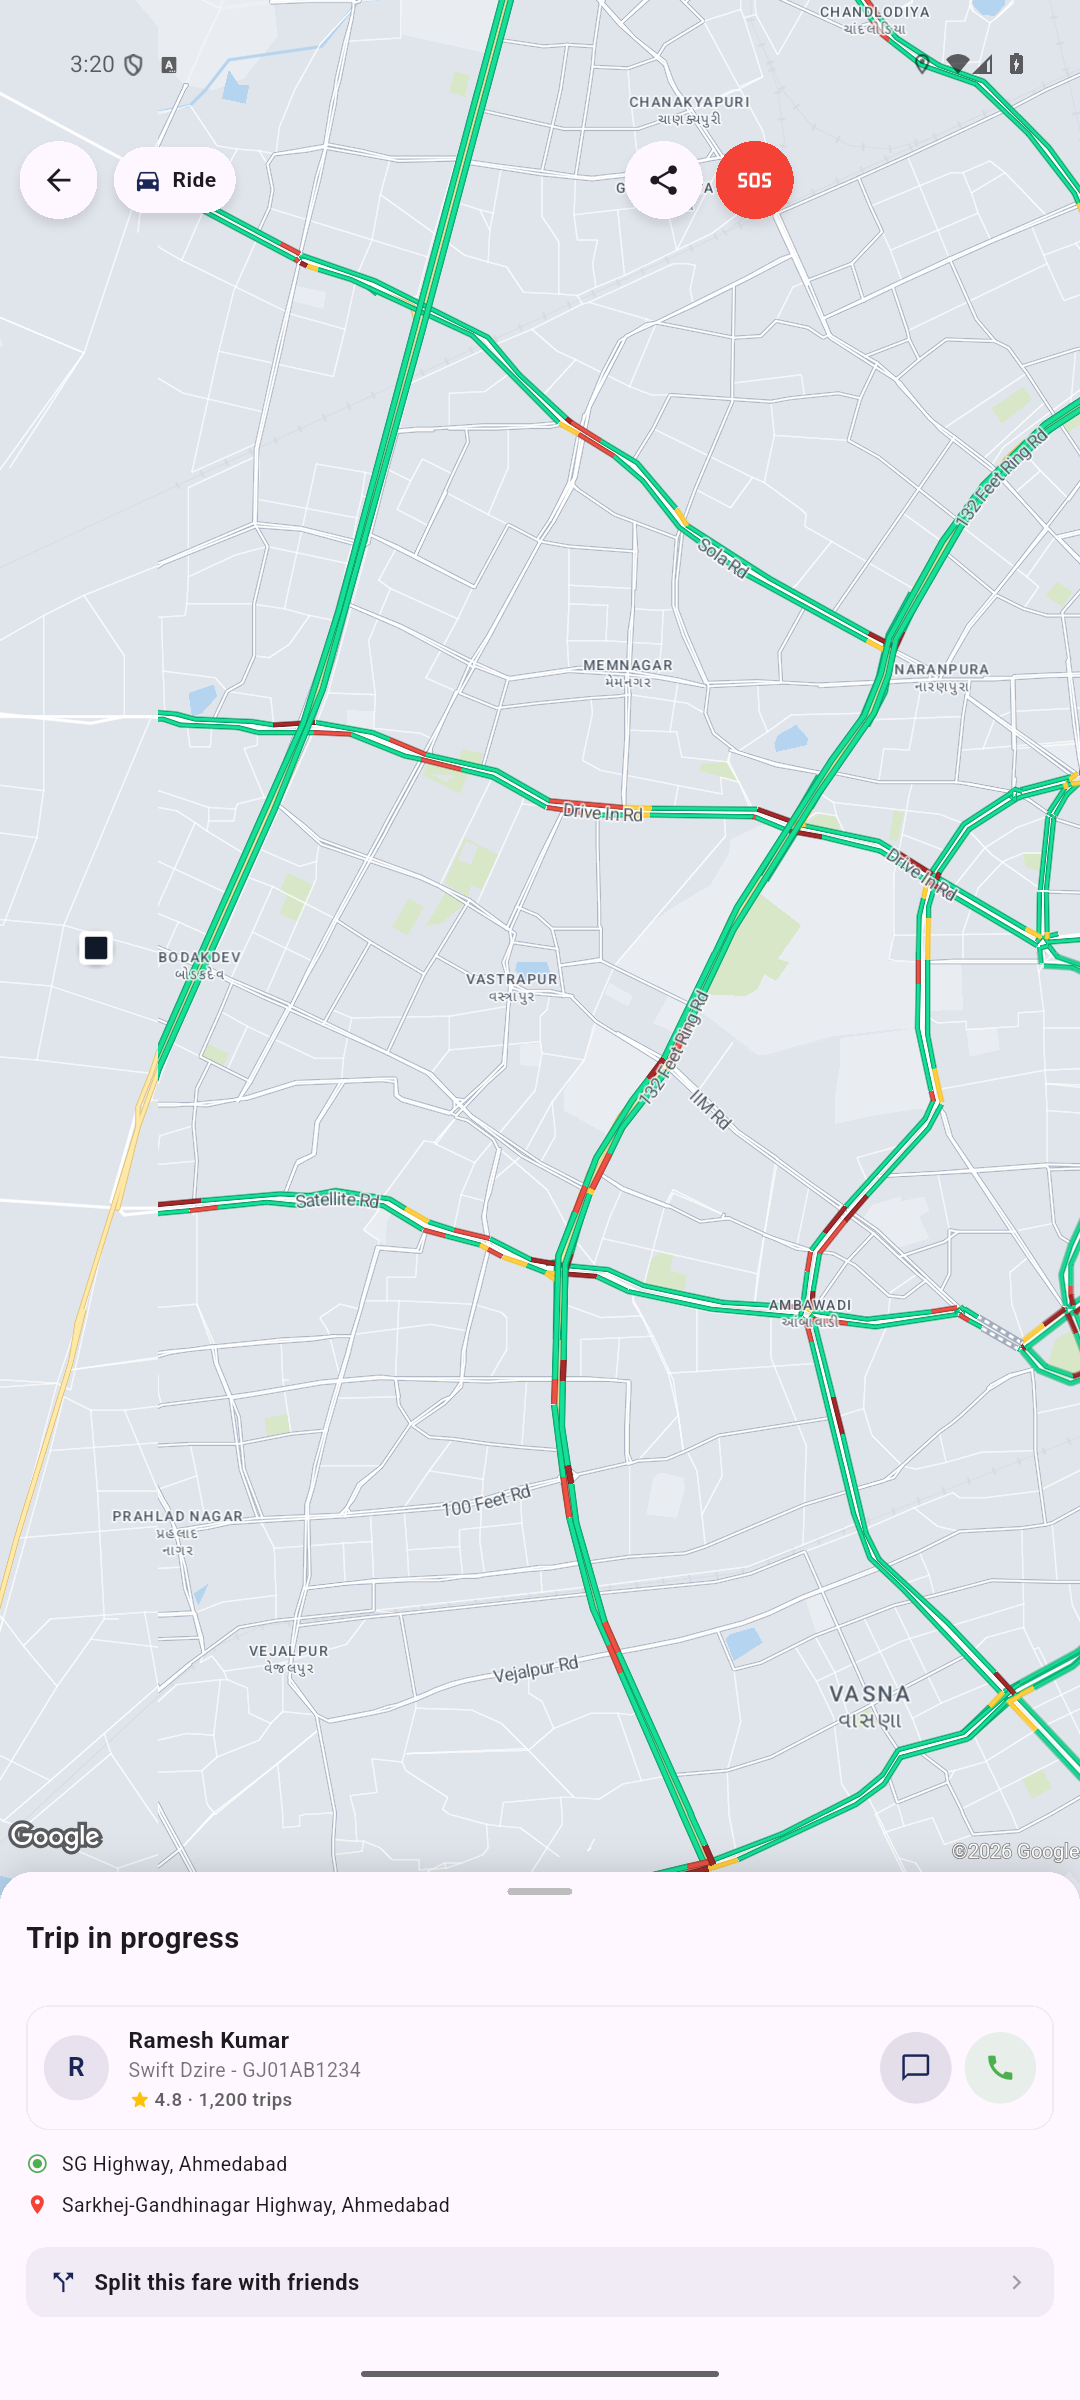 CHANDLODIYA
ચાંદલોડિયા
3:20
A
CHANAKYAPURI
ચાણક્યપુરી
Ride
SOS
132 Feet Ring Rd
Sola Rd
MEMNAGAR
મેમનગર
NARANPURA
નારણપુરા
Drive In Rd
Drive In Rd
BODAKDEV
બોડકદેવ
VASTRAPUR
વસ્ત્રાપુર
132 Feet Ring Rd
IIM Rd
Satellite Rd
AMBAWADI
આંબાવાડી
100 Feet Rd
PRAHLAD NAGAR
પ્રહલાદ
નગર
VEJALPUR
વેજલપુર
Vejalpur Rd
VASNA
વાસણા
Google
©2026 Google
Trip in progress
R
Ramesh Kumar
Swift Dzire - GJ01AB1234
4.8 · 1,200 trips
SG Highway, Ahmedabad
Sarkhej-Gandhinagar Highway, Ahmedabad
Split this fare with friends